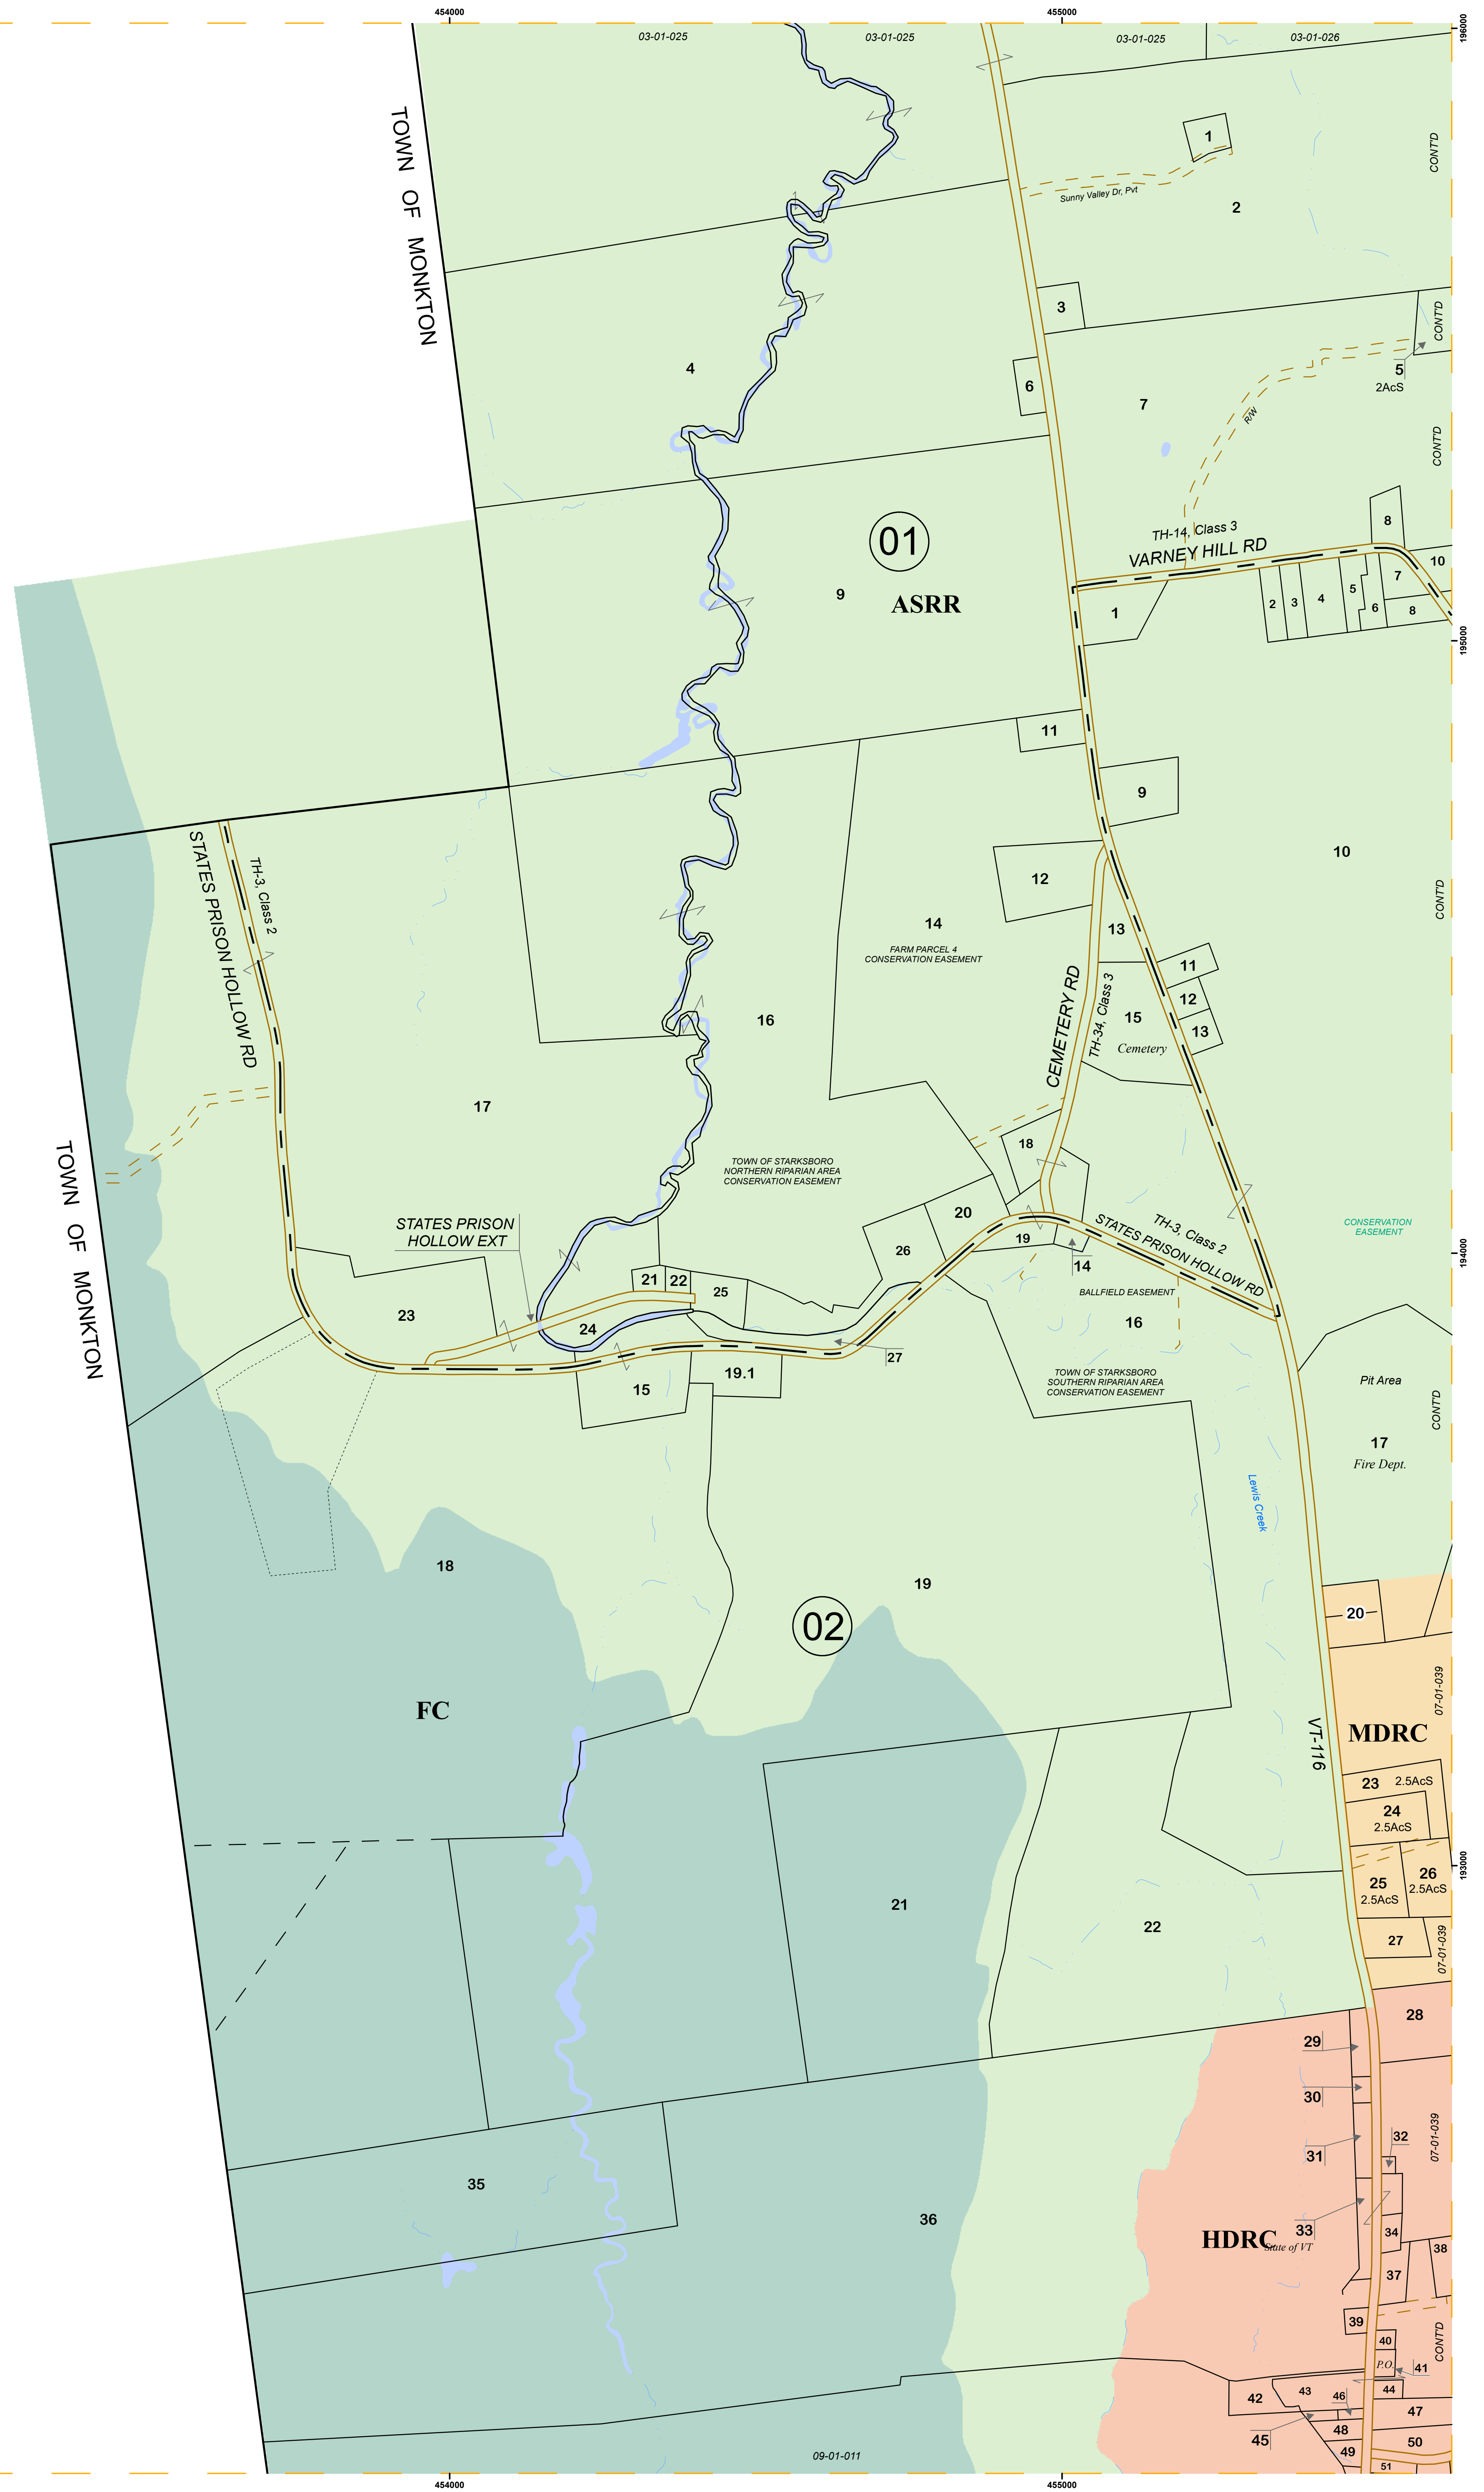 454000
455000
196000
03-01-025
03-01-025
03-01-025
03-01-026
TOWN OF MONKTON
CONT'D
1
Sunny Valley Dr, Pvt
2
3
CONT'D
4
5
2AcS
6
7
R/W
CONT'D
8
01
TH-14, Class 3
VARNEY HILL RD
9
ASRR
10
7
1
2
3
4
5
6
8
195000
11
9
STATES PRISON HOLLOW RD
TH-3, Class 2
12
10
CONT'D
14
FARM PARCEL 4
CONSERVATION EASEMENT
13
11
12
13
CEMETERY RD
TH-34, Class 3
15
Cemetery
16
17
18
TOWN OF STARKSBORO
NORTHERN RIPARIAN AREA
CONSERVATION EASEMENT
TOWN OF MONKTON
STATES PRISON
HOLLOW EXT
20
19
26
14
TH-3, Class 2
STATES PRISON HOLLOW RD
CONSERVATION
EASEMENT
194000
21
22
25
23
24
BALLFIELD EASEMENT
16
27
15
19.1
TOWN OF STARKSBORO
SOUTHERN RIPARIAN AREA
CONSERVATION EASEMENT
Pit Area
CONT'D
17
Fire Dept.
Lewis Creek
18
19
02
20
07-01-039
FC
VT-116
MDRC
23
2.5AcS
24
2.5AcS
193000
25
2.5AcS
26
2.5AcS
21
22
27
07-01-039
28
29
30
31
32
07-01-039
35
36
33
34
HDRC
State of VT
38
37
39
40
CONT'D
P.O.
41
42
43
44
46
47
45
48
50
49
51
09-01-011
454000
455000